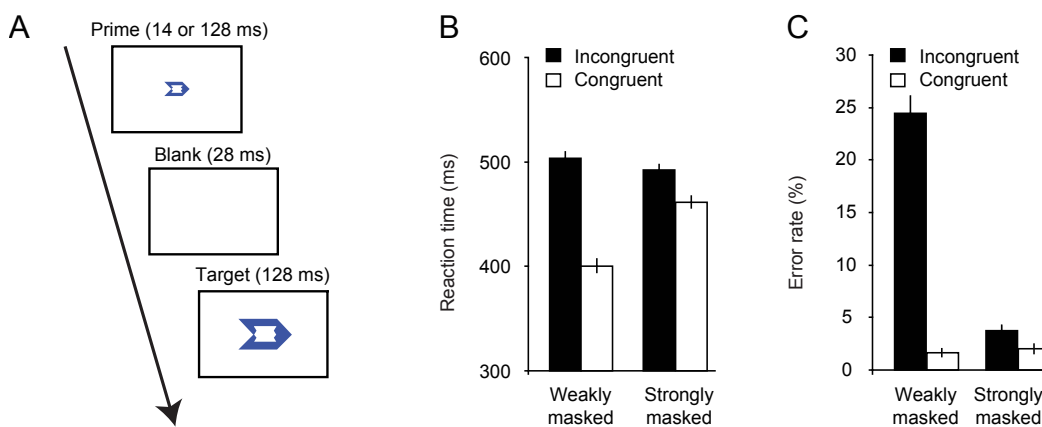 A
Prime (14 or 128 ms)
Blank (28 ms)
Target (128 ms)
B
Incongruent
Congruent
Reaction time (ms)
600
500
400
300
Weakly masked
Strongly masked
C
Incongruent
Congruent
Error rate (%)
30
25
20
15
10
5
0
Weakly masked
Strongly masked